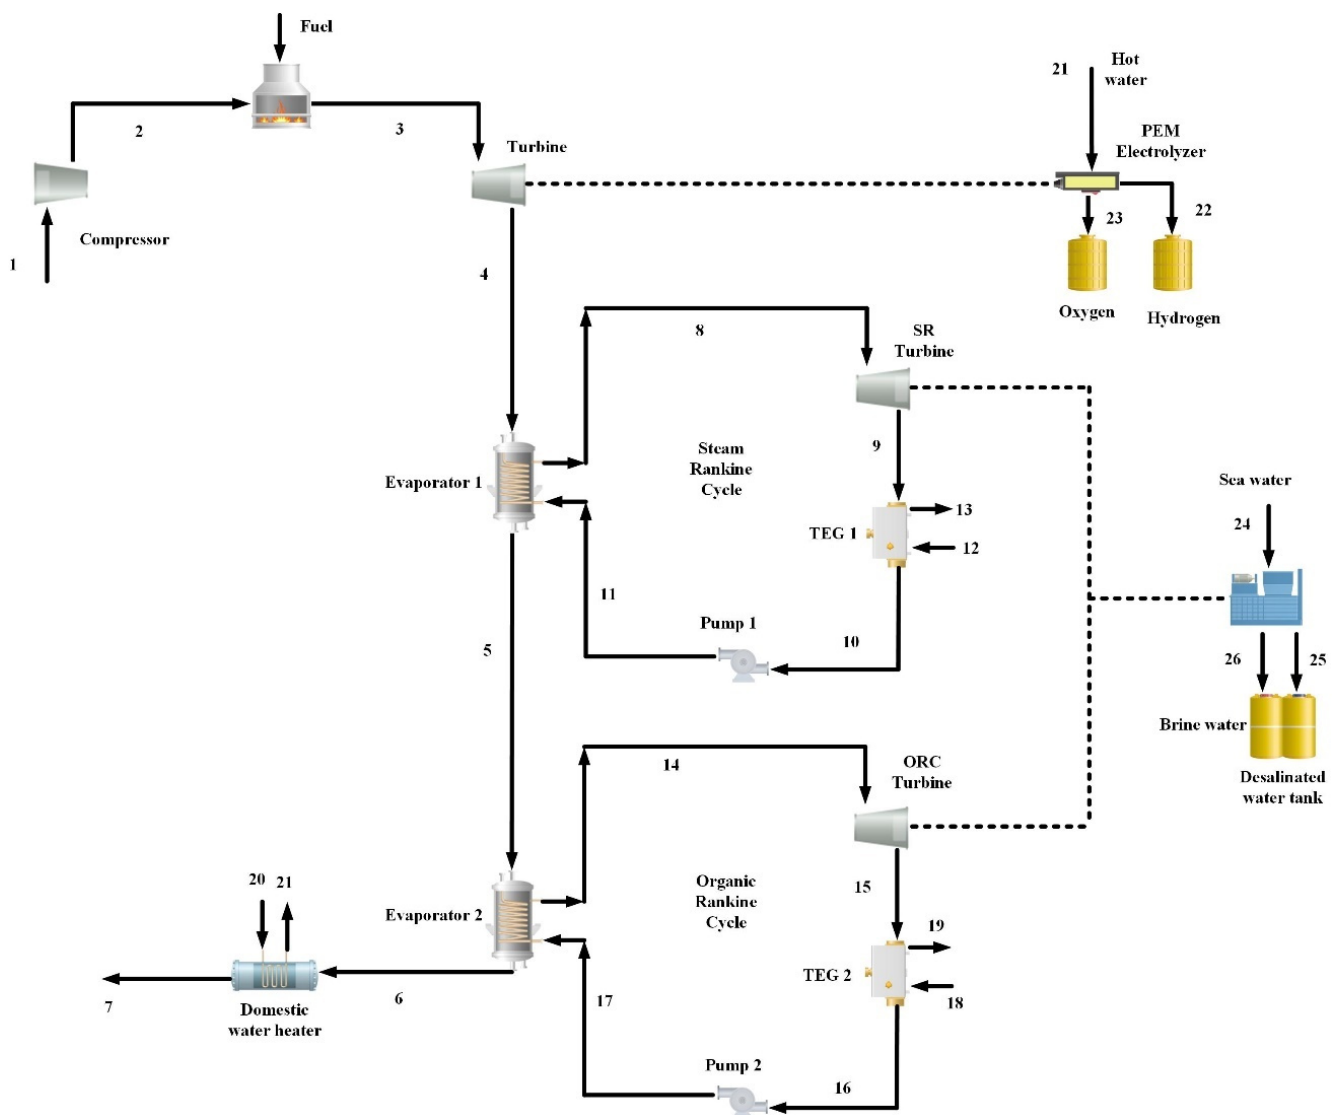 Fuel
2
3
Turbine
Compressor
1
4
21
Hot
water
PEM
Electrolyzer
23
22
Oxygen
Hydrogen
8
SR
Turbine
9
Steam
Rankine
Cycle
Evaporator 1
13
TEG 1
12
11
Pump 1
10
5
Sea water
24
26
25
Brine water
Desalinated
water tank
14
ORC
Turbine
15
Organic
Rankine
Cycle
Evaporator 2
20
21
19
TEG 2
18
7
6
17
Domestic
water heater
Pump 2
16